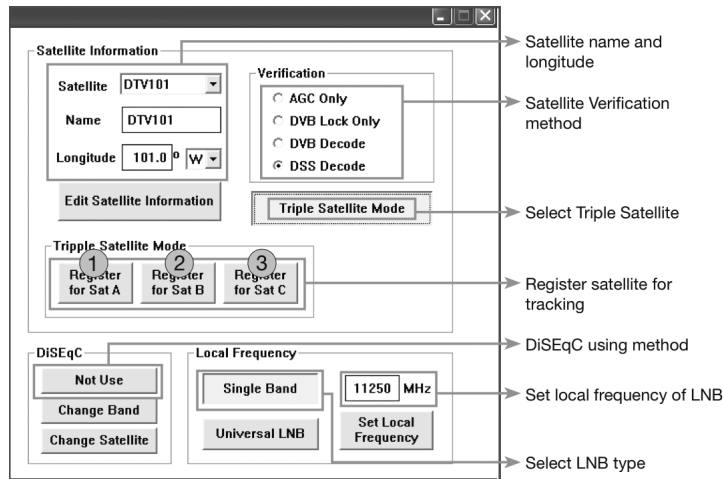 Satellite Information
Satellite name and
longitude
Satellite DTV101
Name DTV101
Longitude 101.0 º W
Edit Satellite Information
Verification
AGC Only
DVB Lock Only
DVB Decode
DSS Decode
Satellite Verification
method
Triple Satellite Mode
Select Triple Satellite
Tripple Satellite Mode
1
Register
for Sat A
2
Register
for Sat B
3
Register
for Sat C
Register satellite for
tracking
DiSEqC
DiSEqC using method
Not Use
Change Band
Change Satellite
Local Frequency
Single Band
11250 MHz
Set local frequency of LNB
Universal LNB
Set Local
Frequency
Select LNB type